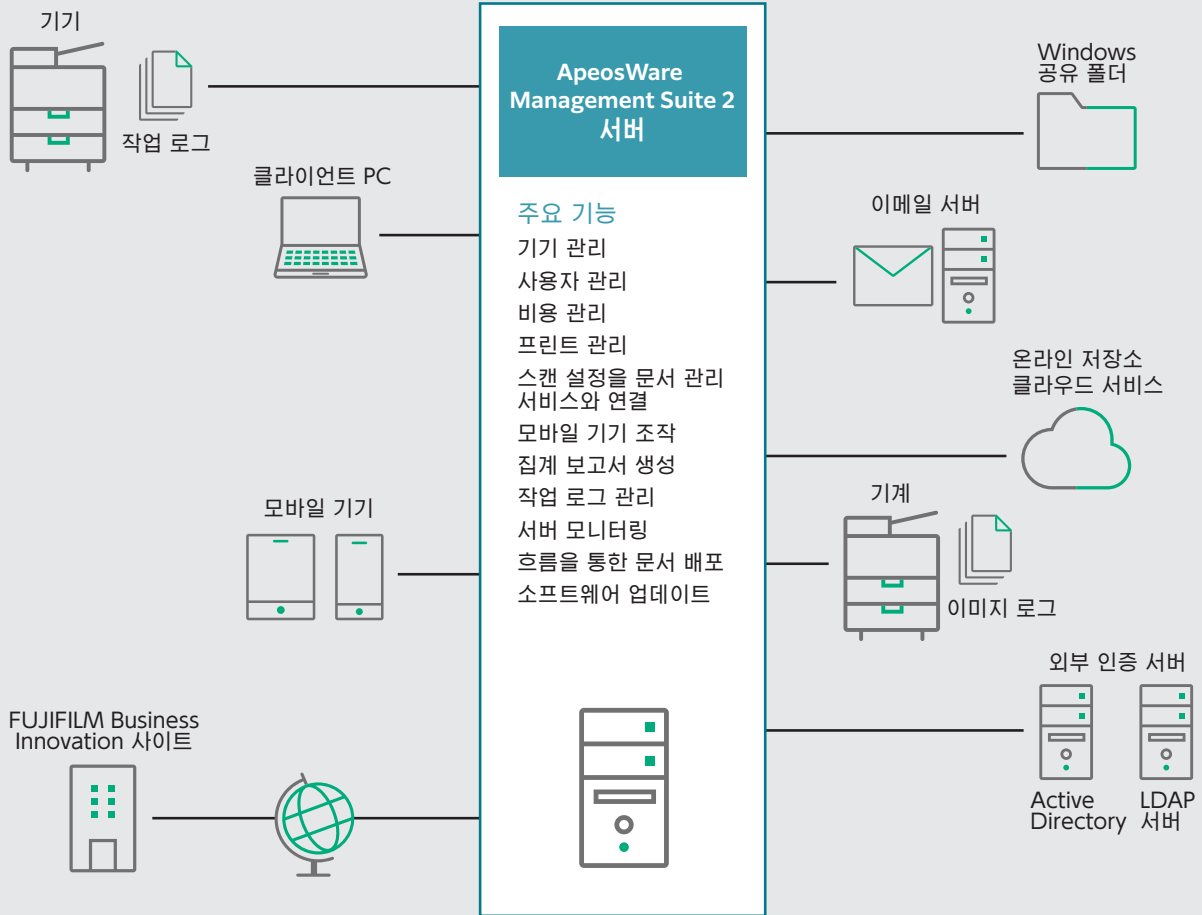 기기
작업 로그
클라이언트 PC
모바일 기기
FUJIFILM Business
Innovation 사이트
ApeosWare
Management Suite 2
서버
주요 기능
기기 관리
사용자 관리
비용 관리
프린트 관리
스캔 설정을 문서 관리
서비스와 연결
모바일 기기 조작
집계 보고서 생성
작업 로그 관리
서버 모니터링
흐름을 통한 문서 배포
소프트웨어 업데이트
Windows
공유 폴더
이메일 서버
온라인 저장소
클라우드 서비스
기계
이미지 로그
외부 인증 서버
Active
Directory
LDAP
서버